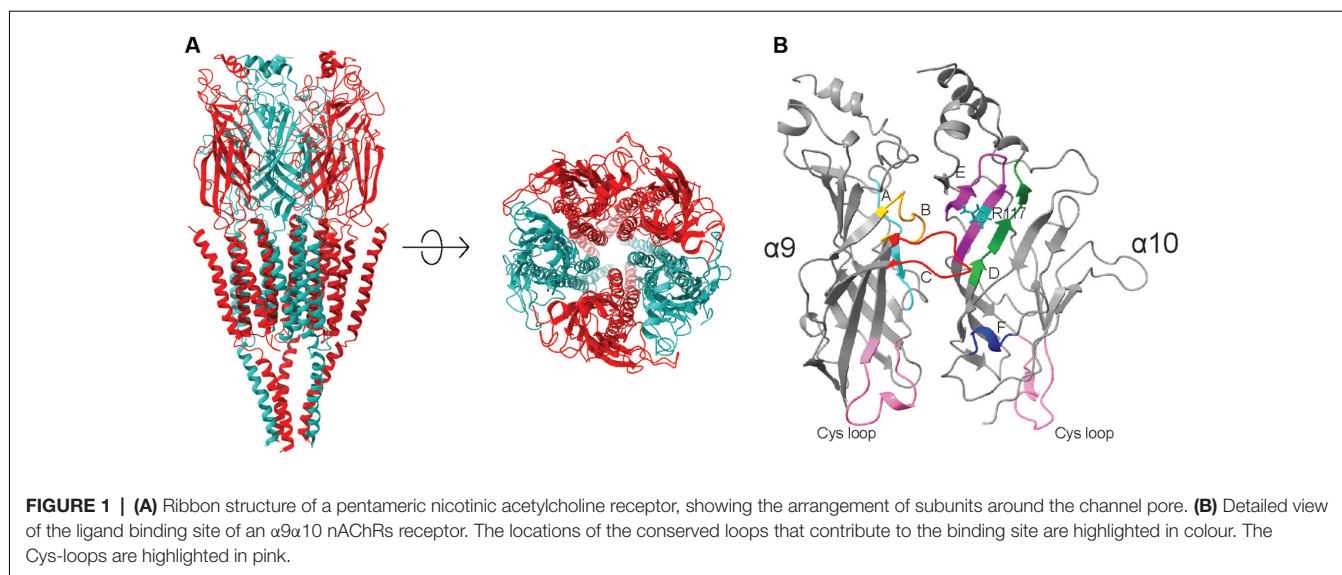 A
B
E
A
B
R117
α9
α10
C
D
F
Cys loop
Cys loop
FIGURE 1 | (A) Ribbon structure of a pentameric nicotinic acetylcholine receptor, showing the arrangement of subunits around the channel pore. (B) Detailed view
of the ligand binding site of an α9α10 nAChRs receptor. The locations of the conserved loops that contribute to the binding site are highlighted in colour. The
Cys-loops are highlighted in pink.